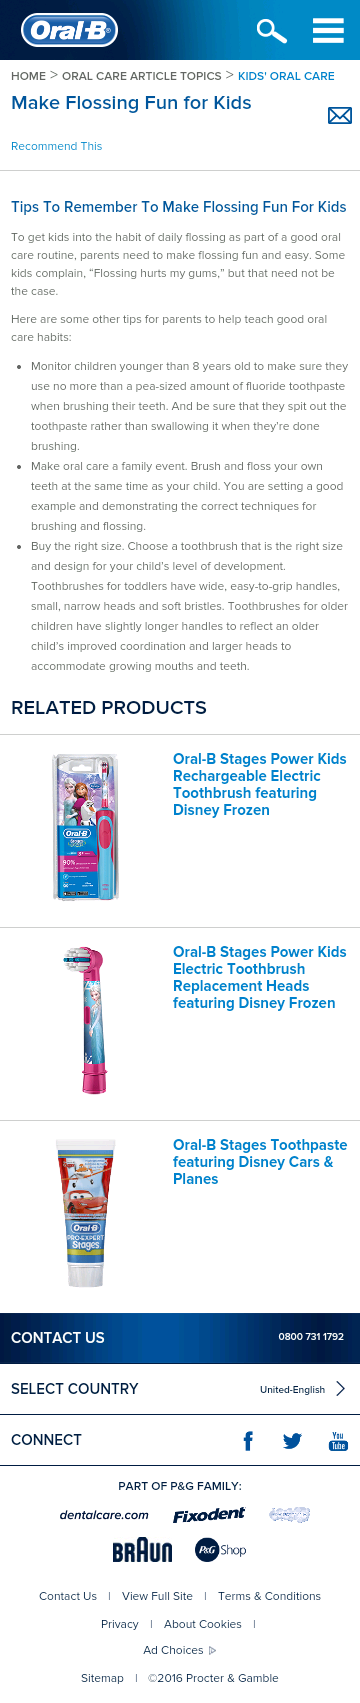 Oral-B
HOME > ORAL CARE ARTICLE TOPICS > KIDS' ORAL CARE
Make Flossing Fun for Kids
Recommend This
Tips To Remember To Make Flossing Fun For Kids
To get kids into the habit of daily flossing as part of a good oral
care routine, parents need to make flossing fun and easy. Some
kids complain, “Flossing hurts my gums,” but that need not be
the case.
Here are some other tips for parents to help teach good oral
care habits:
• Monitor children younger than 8 years old to make sure they
use no more than a pea-sized amount of fluoride toothpaste
when brushing their teeth. And be sure that they spit out the
toothpaste rather than swallowing it when they’re done
brushing.
• Make oral care a family event. Brush and floss your own
teeth at the same time as your child. You are setting a good
example and demonstrating the correct techniques for
brushing and flossing.
• Buy the right size. Choose a toothbrush that is the right size
and design for your child’s level of development.
Toothbrushes for toddlers have wide, easy-to-grip handles,
small, narrow heads and soft bristles. Toothbrushes for older
children have slightly longer handles to reflect an older
child’s improved coordination and larger heads to
accommodate growing mouths and teeth.
RELATED PRODUCTS
Oral-B
90%
Oral-B Stages Power Kids
Rechargeable Electric
Toothbrush featuring
Disney Frozen
Oral-B Stages Power Kids
Electric Toothbrush
Replacement Heads
featuring Disney Frozen
Oral-B
PRO-EXPERT
Stages
Oral-B Stages Toothpaste
featuring Disney Cars &
Planes
CONTACT US 0800 731 1792
SELECT COUNTRY United-English
CONNECT You Tube
PART OF P&G FAMILY:
dentalcare.com Fixodent
BRAUN P&G Shop
Contact Us | View Full Site | Terms & Conditions
Privacy | About Cookies |
Ad Choices
Sitemap | ©2016 Procter & Gamble